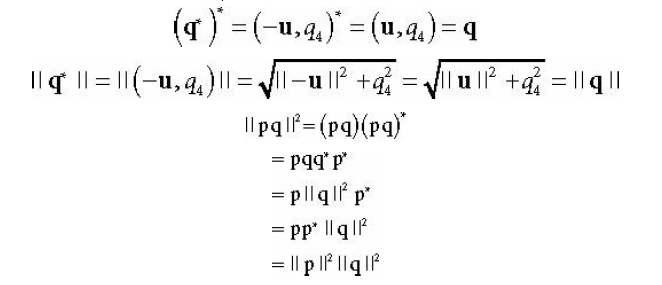 (q*)* = (−u, q₄)* = (u, q₄) = q
|| q* || = || (−u, q₄) || = √(|| −u ||² + q₄²) = √(|| u ||² + q₄²) = || q ||
|| pq ||² = (pq)(pq)*
= pqq*p*
= p || q ||² p*
= pp* || q ||²
= || p ||² || q ||²